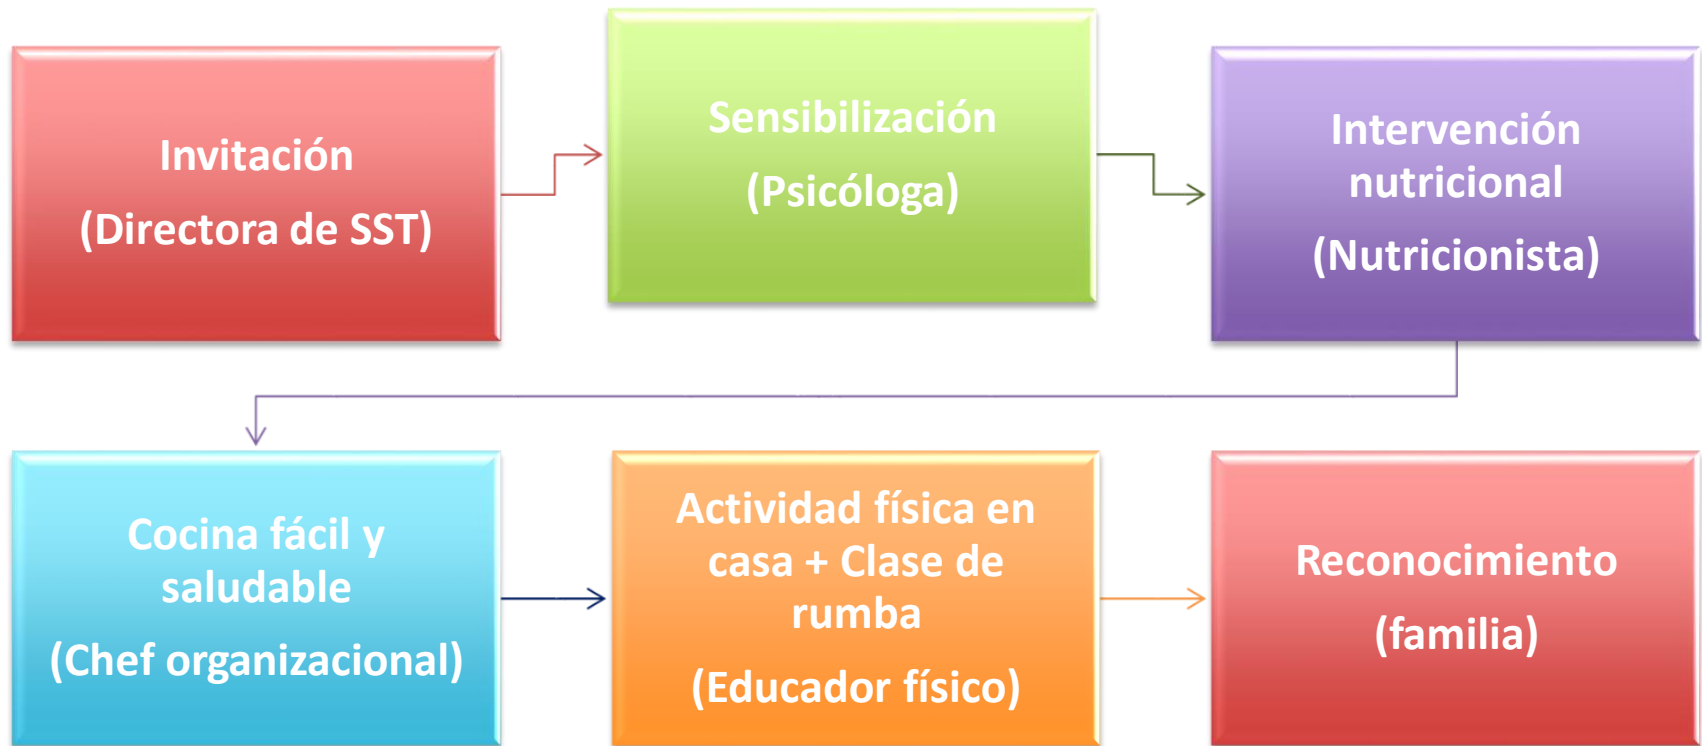 Invitación
(Directora de SST)
Sensibilización
(Psicóloga)
Intervención
nutricional
(Nutricionista)
Cocina fácil y
saludable
(Chef organizacional)
Actividad física en
casa + Clase de
rumba
(Educador físico)
Reconocimiento
(familia)